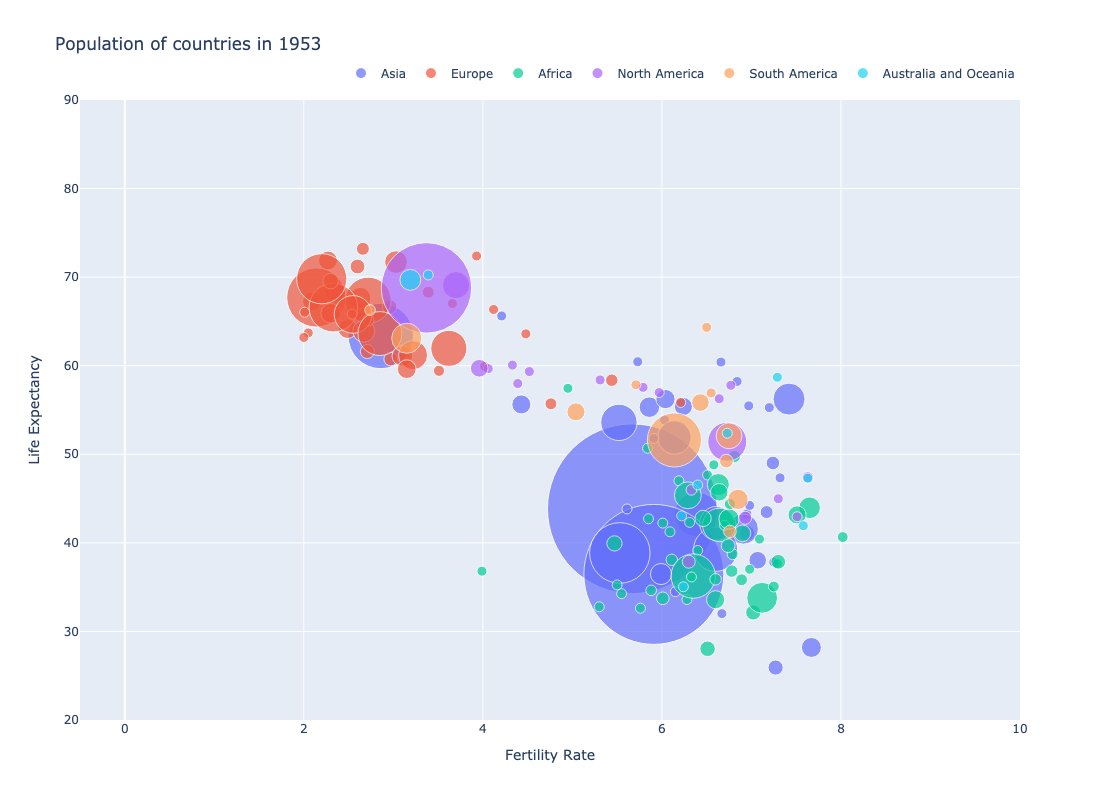 Population of countries in 1953
Asia Europe Africa North America South America Australia and Oceania
90
80
70
60
50
40
30
20
Life Expectancy
0 2 4 6 8 10
Fertility Rate